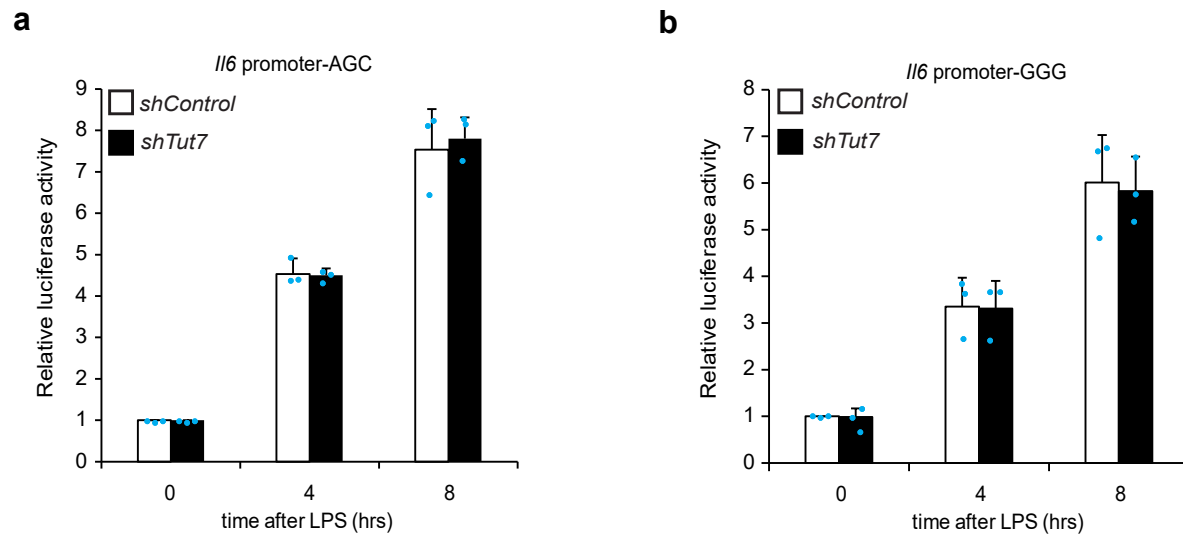 a
Il6 promoter-AGC
shControl
shTut7
Relative luciferase activity
9
8
7
6
5
4
3
2
1
0
0 4 8
time after LPS (hrs)
b
Il6 promoter-GGG
shControl
shTut7
Relative luciferase activity
8
7
6
5
4
3
2
1
0
0 4 8
time after LPS (hrs)